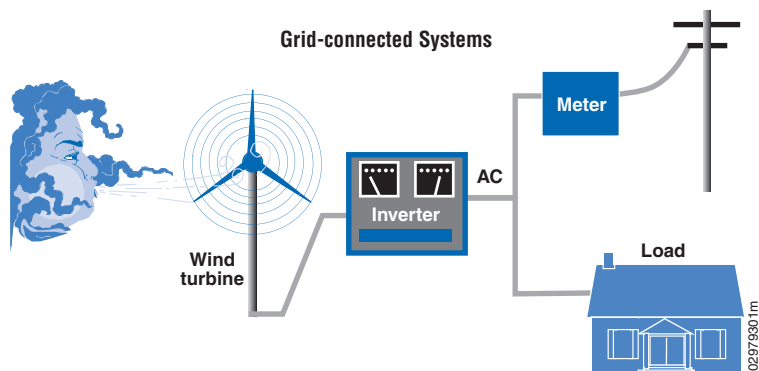 Grid-connected Systems
Meter
AC
Inverter
Wind
turbine
Load
02979301m